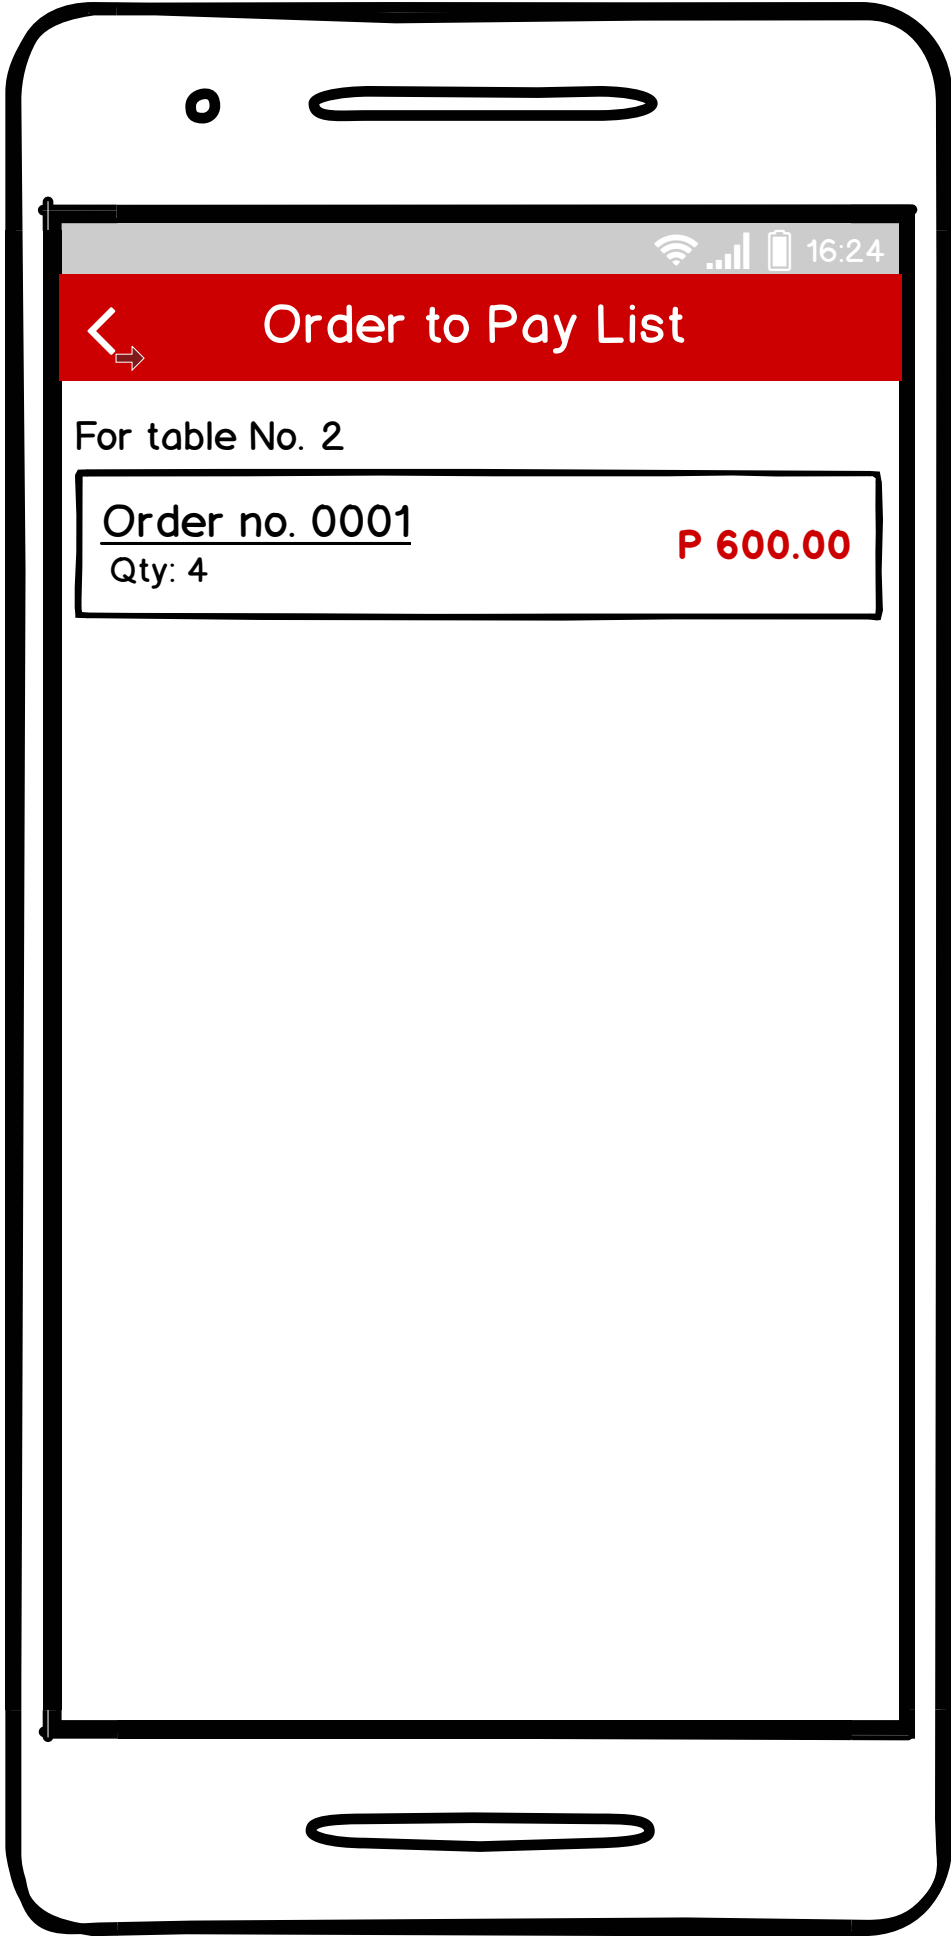 16:24
Order to Pay List
For table No. 2
Order no. 0001
Qty: 4
P 600.00